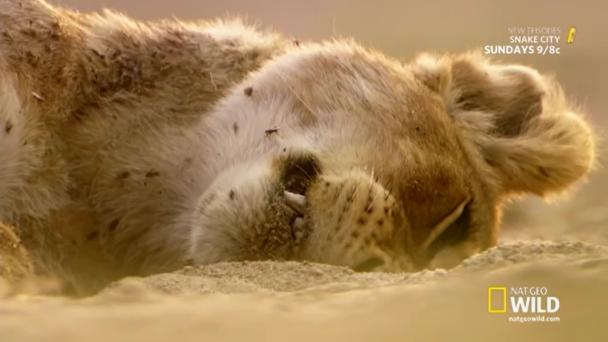 NEW EPISODES
SNAKE CITY
SUNDAYS 9/8c
NAT GEO
WILD
natgeowild.com